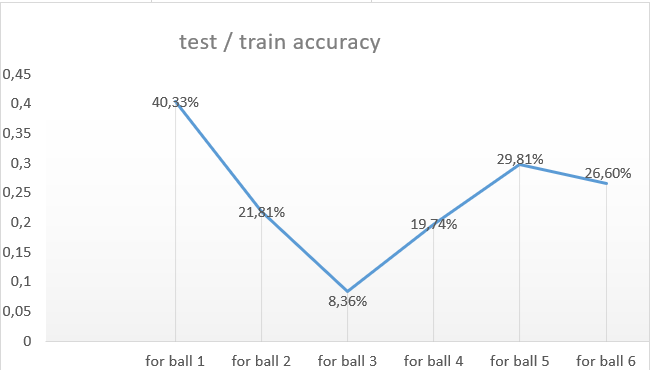 test / train accuracy
0,45
0,4
0,35
0,3
0,25
0,2
0,15
0,1
0,05
0
40,33%
21,81%
8,36%
19,74%
29,81%
26,60%
for ball 1
for ball 2
for ball 3
for ball 4
for ball 5
for ball 6